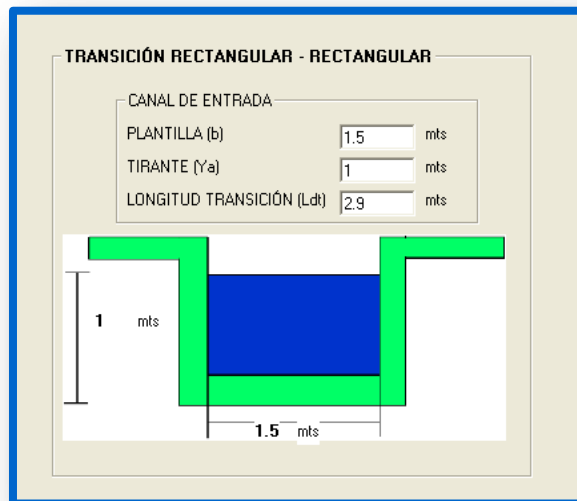 TRANSICIÓN RECTANGULAR - RECTANGULAR
CANAL DE ENTRADA
PLANTILLA (b) 1.5 mts
TIRANTE (Ya) 1 mts
LONGITUD TRANSICIÓN (Ldt) 2.9 mts
1 mts
1.5 mts